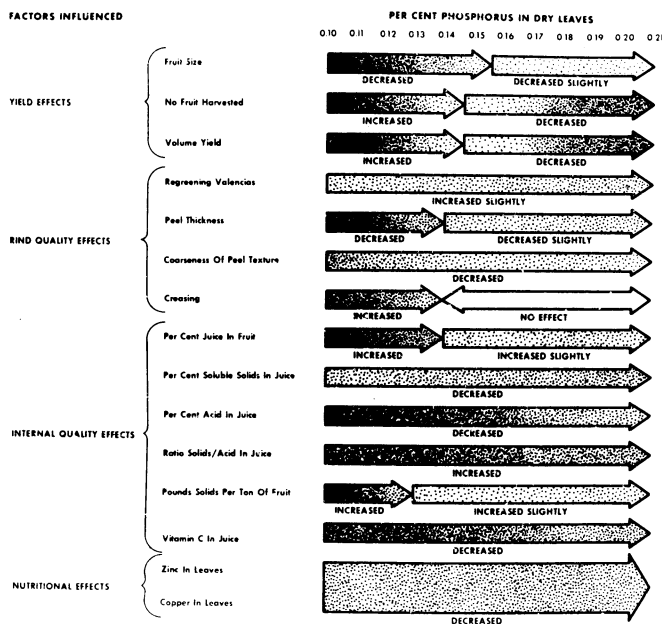 FACTORS INFLUENCED
PER CENT PHOSPHORUS IN DRY LEAVES
0.10 0.11 0.12 0.13 0.14 0.15 0.16 0.17 0.18 0.19 0.20 0.21
YIELD EFFECTS
Fruit Size
DECREASED DECREASED SLIGHTLY
No Fruit Harvested
INCREASED DECREASED
Volume Yield
INCREASED DECREASED
RIND QUALITY EFFECTS
Regreening Valencias
INCREASED SLIGHTLY
Peel Thickness
DECREASED DECREASED SLIGHTLY
Coarseness Of Peel Texture
DECREASED
Creasing
INCREASED NO EFFECT
INTERNAL QUALITY EFFECTS
Per Cent Juice In Fruit
INCREASED INCREASED SLIGHTLY
Per Cent Soluble Solids In Juice
DECREASED
Per Cent Acid In Juice
DECREASED
Ratio Solids/Acid In Juice
INCREASED
Pounds Solids Per Ton Of Fruit
INCREASED INCREASED SLIGHTLY
Vitamin C In Juice
DECREASED
NUTRITIONAL EFFECTS
Zinc In Leaves
Copper In Leaves
DECREASED